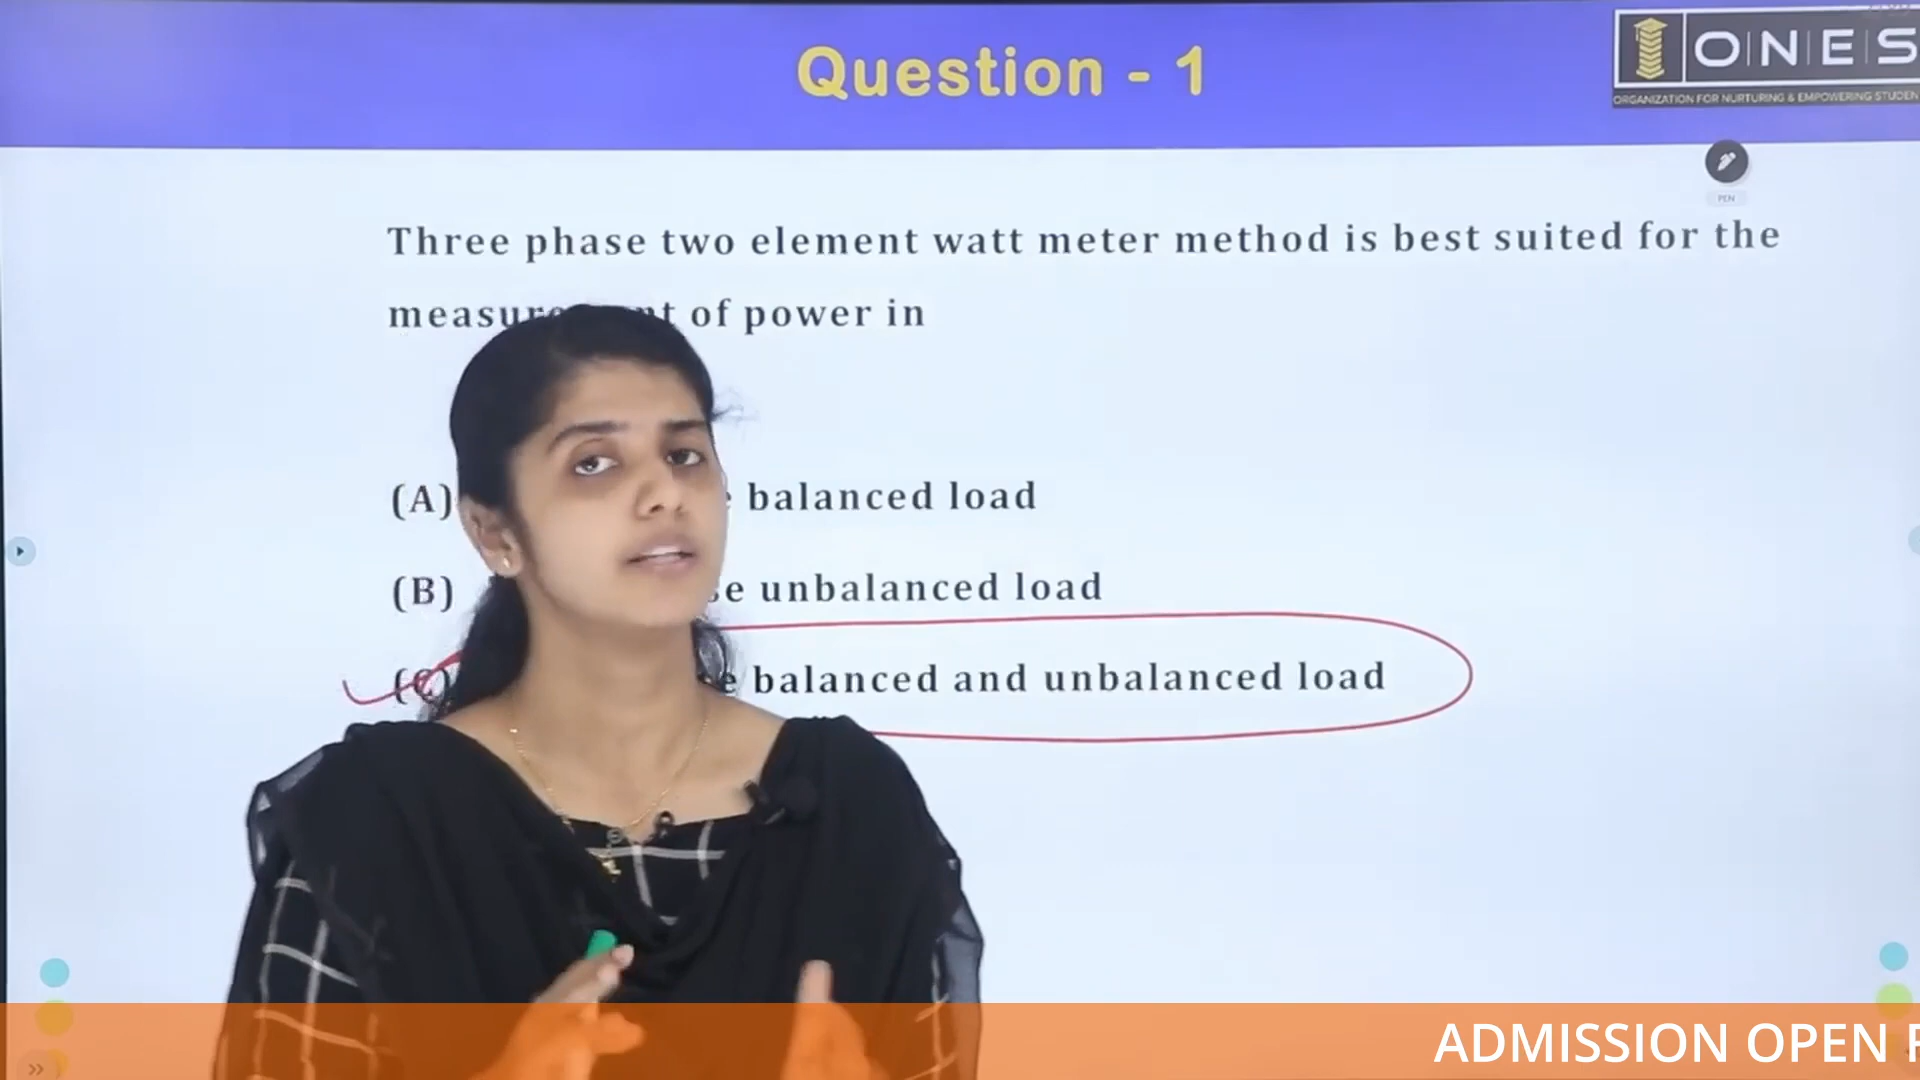 Question - 1
ONES
ORGANIZATION FOR NURTURING & EMPOWERING STUDEN
PEN
Three phase two element watt meter method is best suited for the
of power in
(A) balanced load
(B) unbalanced load
(C) balanced and unbalanced load
ADMISSION OPEN